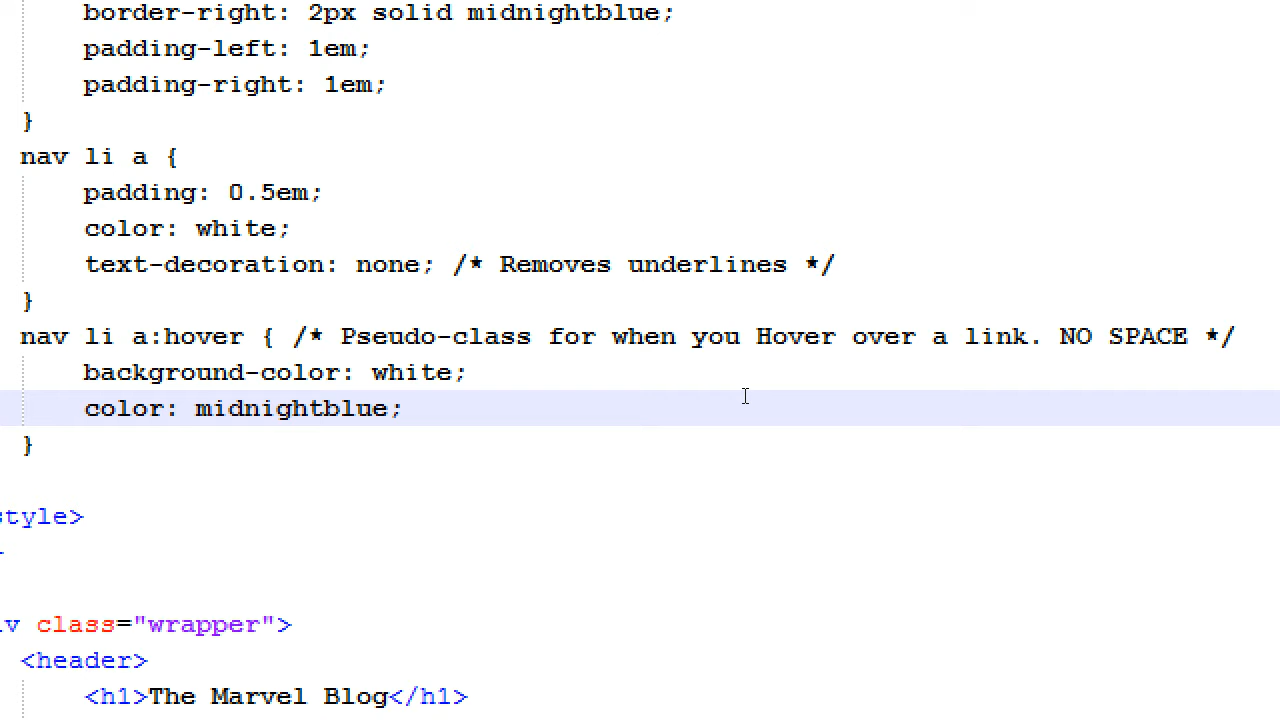 border-right: 2px solid midnightblue;
padding-left: 1em;
padding-right: 1em;
}
nav li a {
padding: 0.5em;
color: white;
text-decoration: none; /* Removes underlines */
}
nav li a:hover { /* Pseudo-class for when you Hover over a link. NO SPACE */
background-color: white;
color: midnightblue;
}
style>
iv class="wrapper">
<header>
<h1>The Marvel Blog</h1>